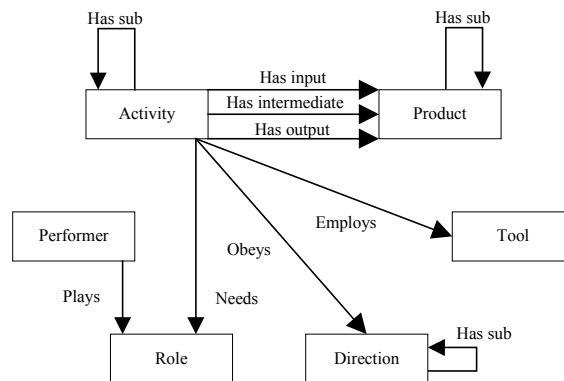 Has sub
Has sub
Has input
Activity
Has intermediate
Product
Has output
Performer
Employs
Tool
Obeys
Plays
Needs
Has sub
Role
Direction